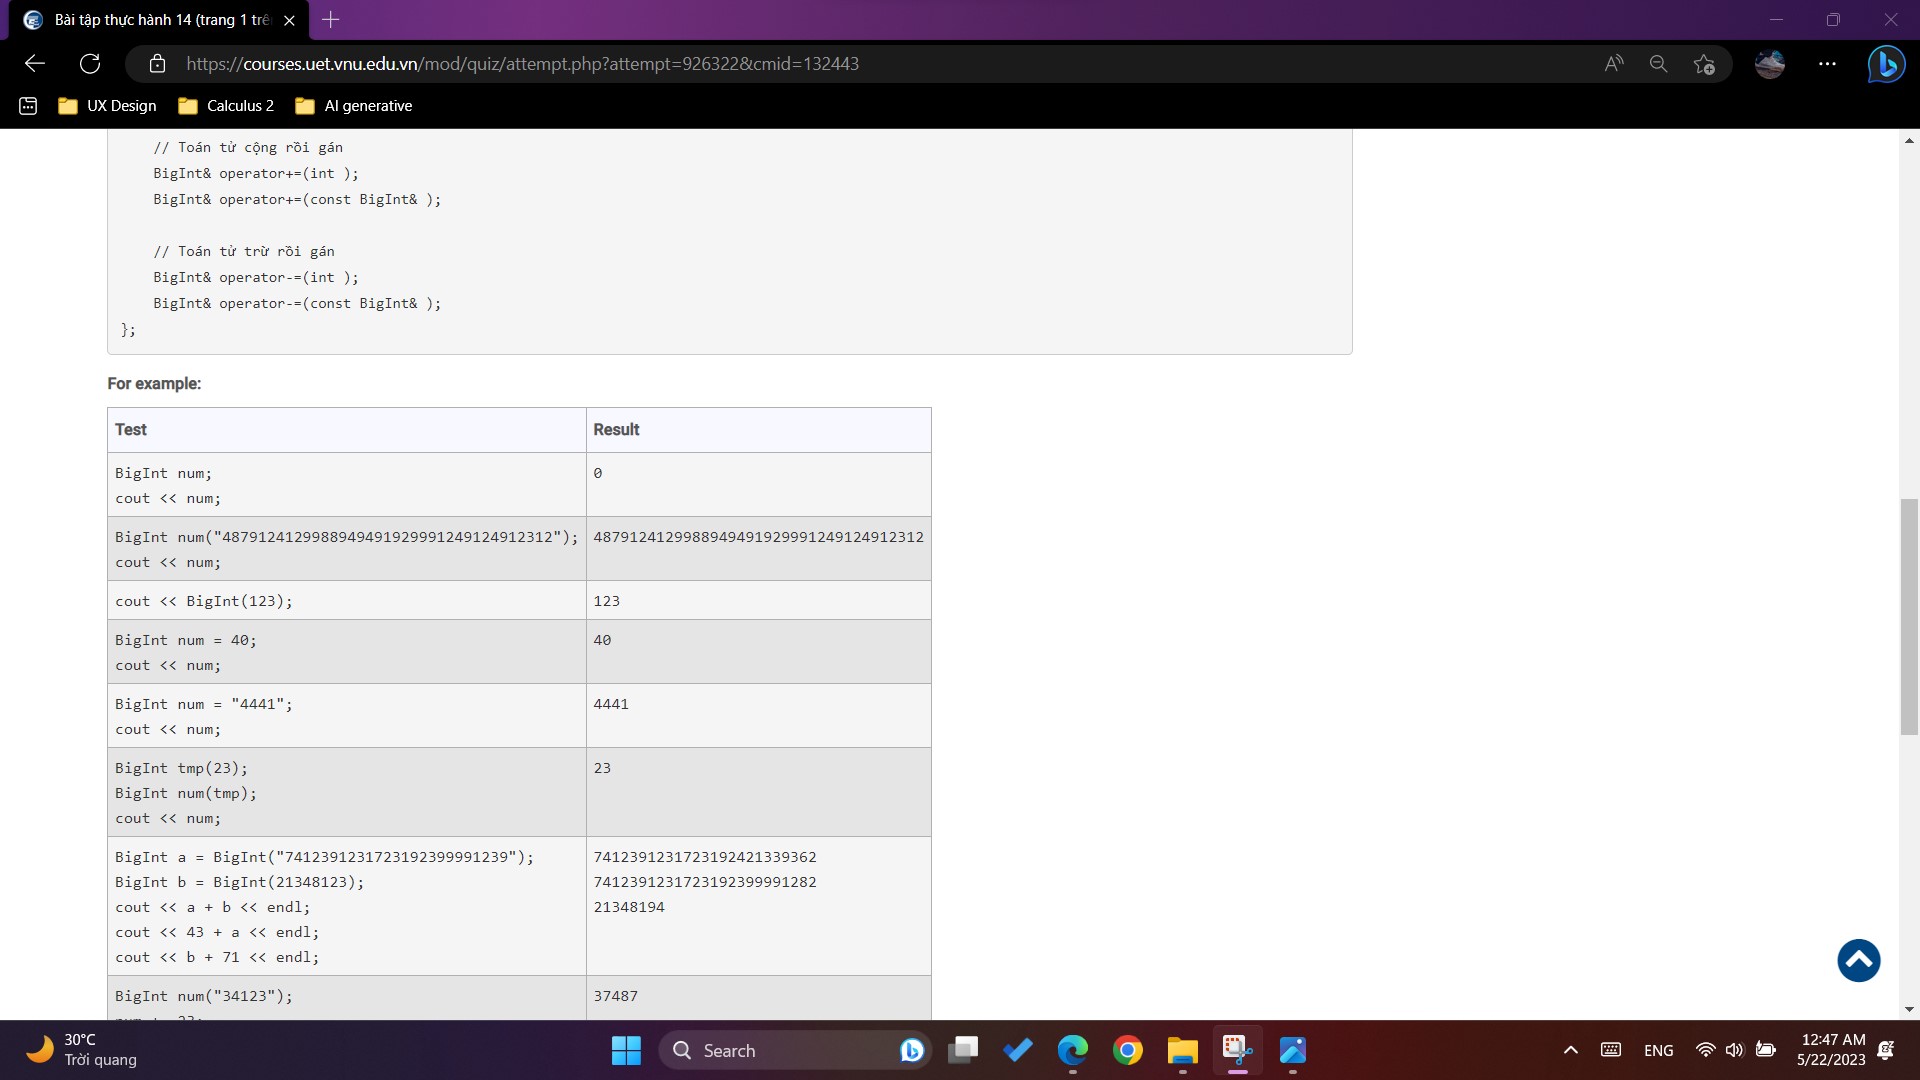 Bài tập thực hành 14 (trang 1 trê
https://courses.uet.vnu.edu.vn/mod/quiz/attempt.php?attempt=926322&cmid=132443
UX Design
Calculus 2
AI generative
// Toán tử cộng rồi gán
BigInt& operator+=(int );
BigInt& operator+=(const BigInt& );
// Toán tử trừ rồi gán
BigInt& operator-=(int );
BigInt& operator-=(const BigInt& );
};
For example:
Test Result
BigInt num; 0
cout << num;
BigInt num("487912412998894949192999124912491 2312"); 487912412998894949192999124912491 2312
cout << num;
cout << BigInt(123); 123
BigInt num = 40; 40
cout << num;
BigInt num = "4441"; 4441
cout << num;
BigInt tmp(23); 23
BigInt num(tmp);
cout << num;
BigInt a = BigInt("7412391231723192399991239"); 7412391231723192421339362
BigInt b = BigInt(21348123); 7412391231723192399991282
cout << a + b << endl; 21348194
cout << 43 + a << endl;
cout << b + 71 << endl;
BigInt num("34123"); 37487
30°C
Trời quang
Search
ENG
12:47 AM
5/22/2023